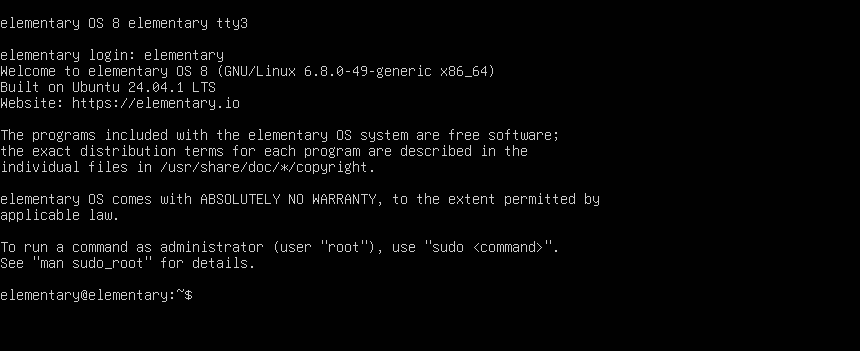 elementary OS 8 elementary tty3
elementary login: elementary
Welcome to elementary OS 8 (GNU/Linux 6.8.0-49-generic x86_64)
Built on Ubuntu 24.04.1 LTS
Website: https://elementary.io
The programs included with the elementary OS system are free software;
the exact distribution terms for each program are described in the
individual files in /usr/share/doc/*/copyright.
elementary OS comes with ABSOLUTELY NO WARRANTY, to the extent permitted by
applicable law.
To run a command as administrator (user "root"), use "sudo <command>".
See "man sudo_root" for details.
elementary@elementary:~$